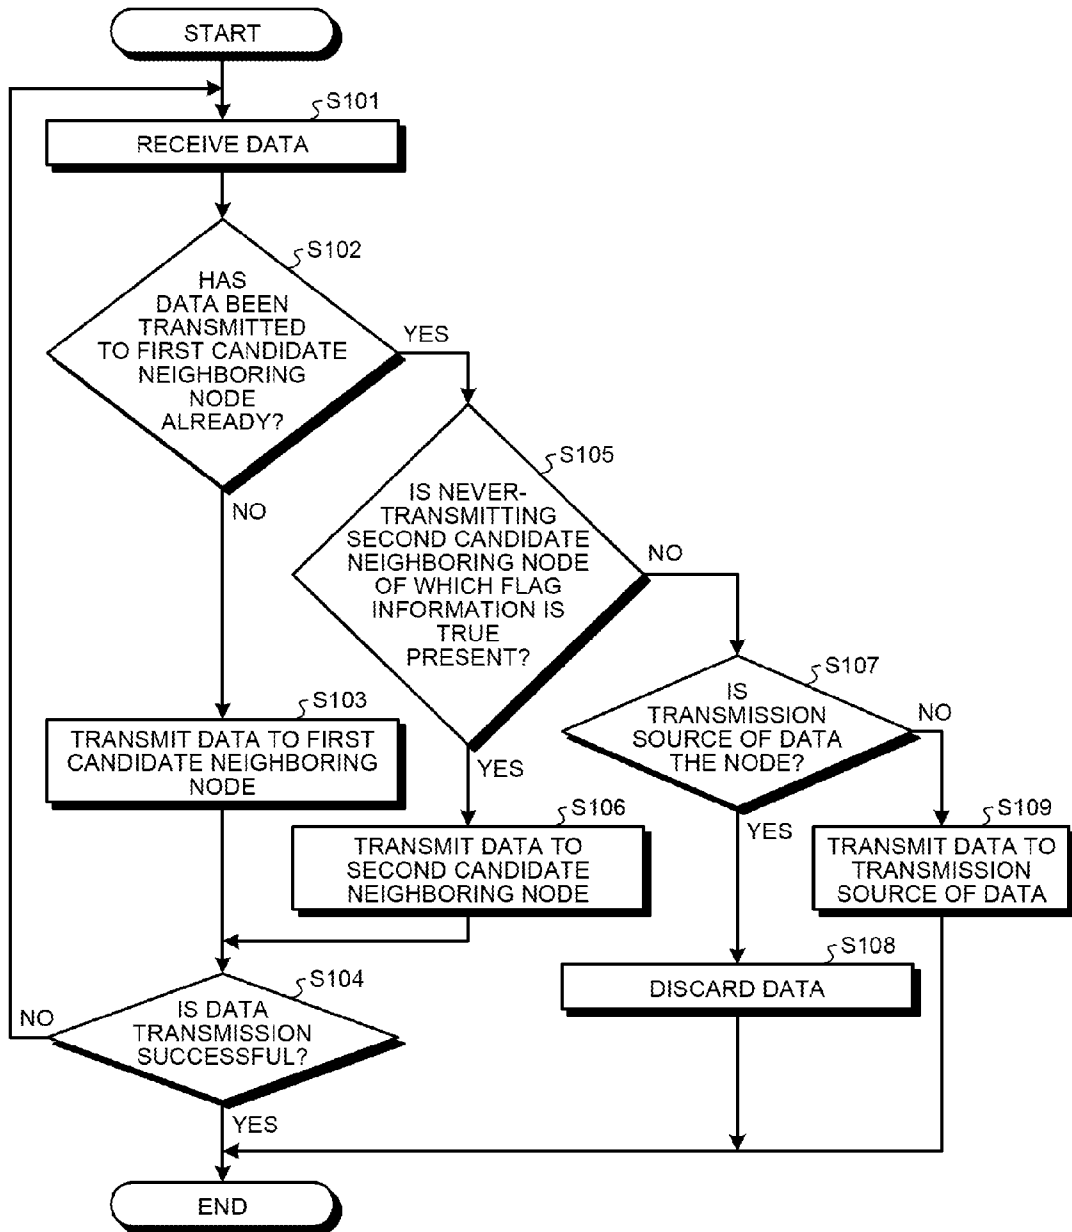 START
S101
RECEIVE DATA
S102
HAS
DATA BEEN
TRANSMITTED
TO FIRST CANDIDATE
NEIGHBORING
NODE
ALREADY?
YES
NO
S105
IS NEVER-
TRANSMITTING
SECOND CANDIDATE
NEIGHBORING NODE
OF WHICH FLAG
INFORMATION IS
TRUE
PRESENT?
NO
YES
S103
TRANSMIT DATA TO FIRST
CANDIDATE NEIGHBORING
NODE
S107
IS
TRANSMISSION
SOURCE OF DATA
THE NODE?
NO
YES
S106
TRANSMIT DATA TO
SECOND CANDIDATE
NEIGHBORING NODE
S109
TRANSMIT DATA TO
TRANSMISSION
SOURCE OF DATA
S108
DISCARD DATA
S104
IS DATA
TRANSMISSION
SUCCESSFUL?
NO
YES
END